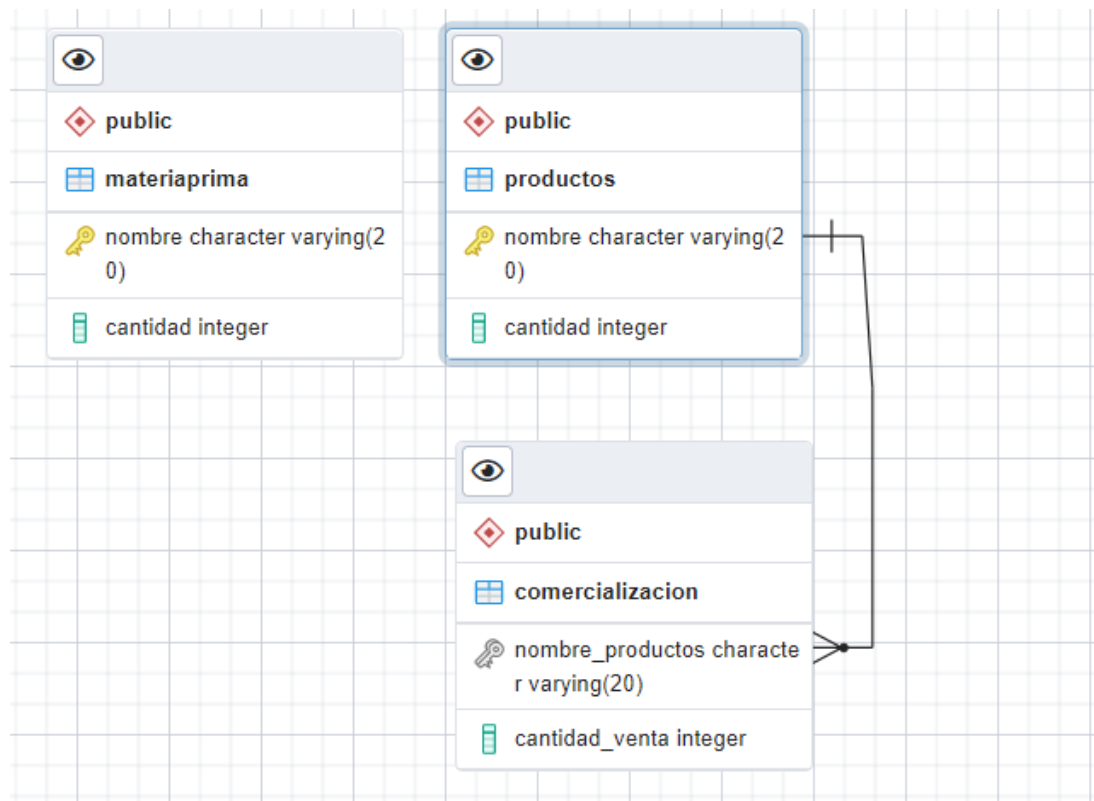 public
materiaprima
nombre character varying(2
0)
cantidad integer
public
productos
nombre character varying(2
0)
cantidad integer
public
comercializacion
nombre_productos characte
r varying(20)
cantidad_venta integer